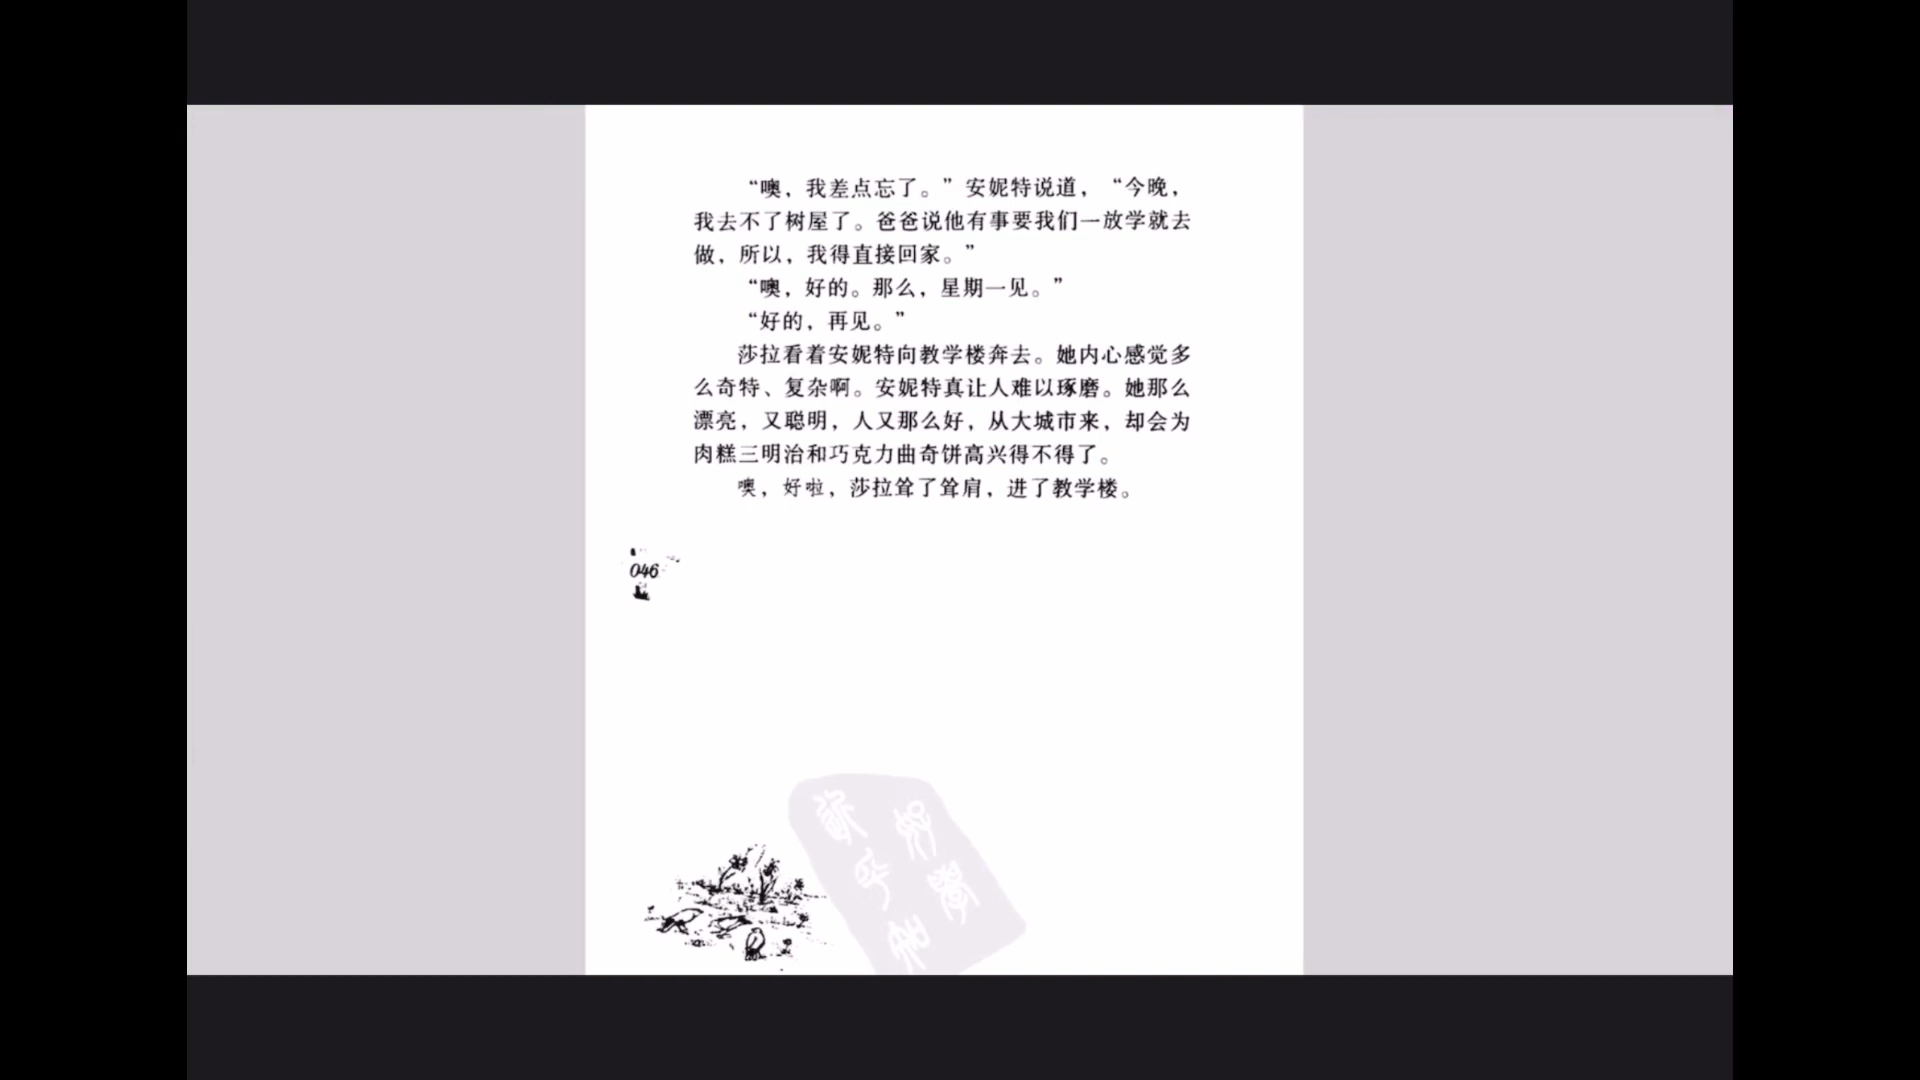 “噢，我差点忘了。”安妮特说道，“今晚，
我去不了树屋了。爸爸说他有事要我们一放学就去
做，所以，我得直接回家。”
“噢，好的。那么，星期一见。”
“好的，再见。”
莎拉看着安妮特向教学楼奔去。她内心感觉多
么奇特、复杂啊。安妮特真让人难以琢磨。她那么
漂亮，又聪明，人又那么好，从大城市来，却会为
肉糕三明治和巧克力曲奇饼高兴得不得了。
噢，好啦，莎拉耸了耸肩，进了教学楼。
046